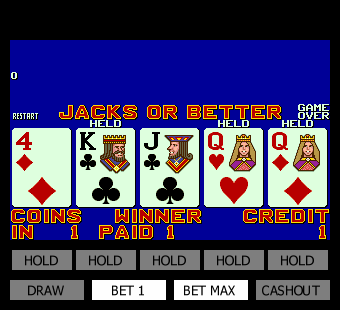 0
RESTART JACKS OR BETTER GAME OVER
HELD HELD HELD
4 K J Q Q
COINS WINNER CREDIT
IN 1 PAID 1 1
HOLD HOLD HOLD HOLD HOLD
DRAW BET 1 BET MAX CASHOUT